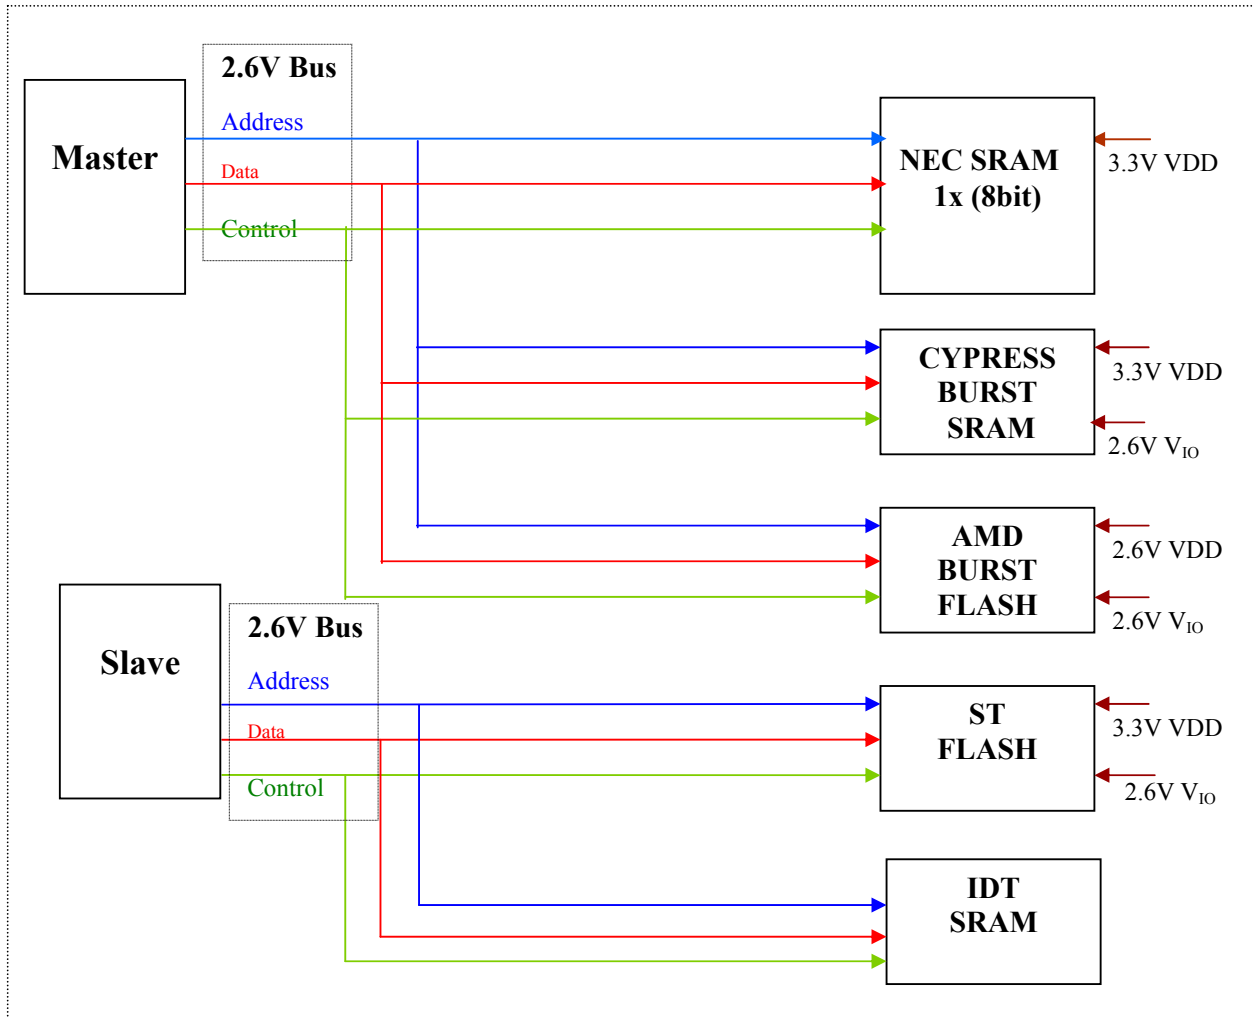 2.6V Bus
Master
Address
Data
Control
NEC SRAM
1x (8bit)
3.3V VDD
CYPRESS
BURST
SRAM
3.3V VDD
2.6V VIO
AMD
BURST
FLASH
2.6V VDD
2.6V VIO
Slave
2.6V Bus
Address
Data
Control
ST
FLASH
3.3V VDD
2.6V VIO
IDT
SRAM